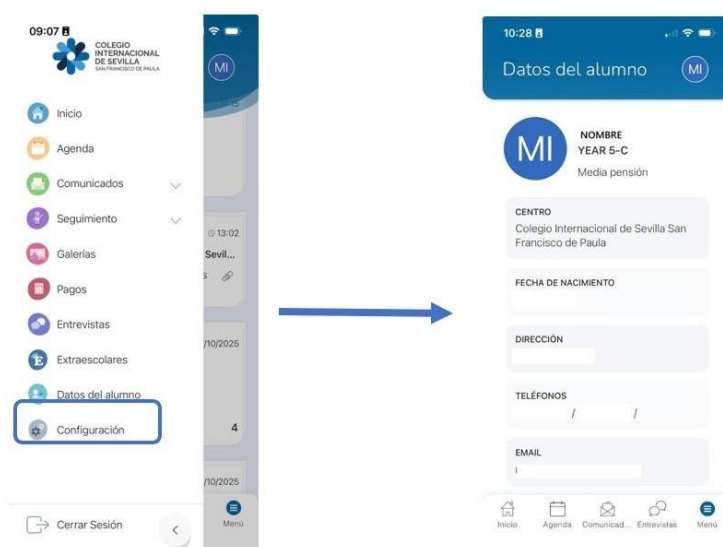 09:07
COLEGIO
INTERNACIONAL
DE SEVILLA
SAN FRANCISCO DE PAULA
MI
Inicio
Agenda
Comunicados
Seguimiento
Galerías
Pagos
Entrevistas
Extraescolares
Datos del alumno
Configuración
Cerrar Sesión
13:02
Sevil...
s
/10/2025
4
/10/2025
Menú
10:28
Datos del alumno
MI
MI
NOMBRE
YEAR 5-C
Media pensión
CENTRO
Colegio Internacional de Sevilla San
Francisco de Paula
FECHA DE NACIMIENTO
DIRECCIÓN
TELÉFONOS
/ /
EMAIL
Inicio
Agenda
Comunicad...
Entrevistas
Menú